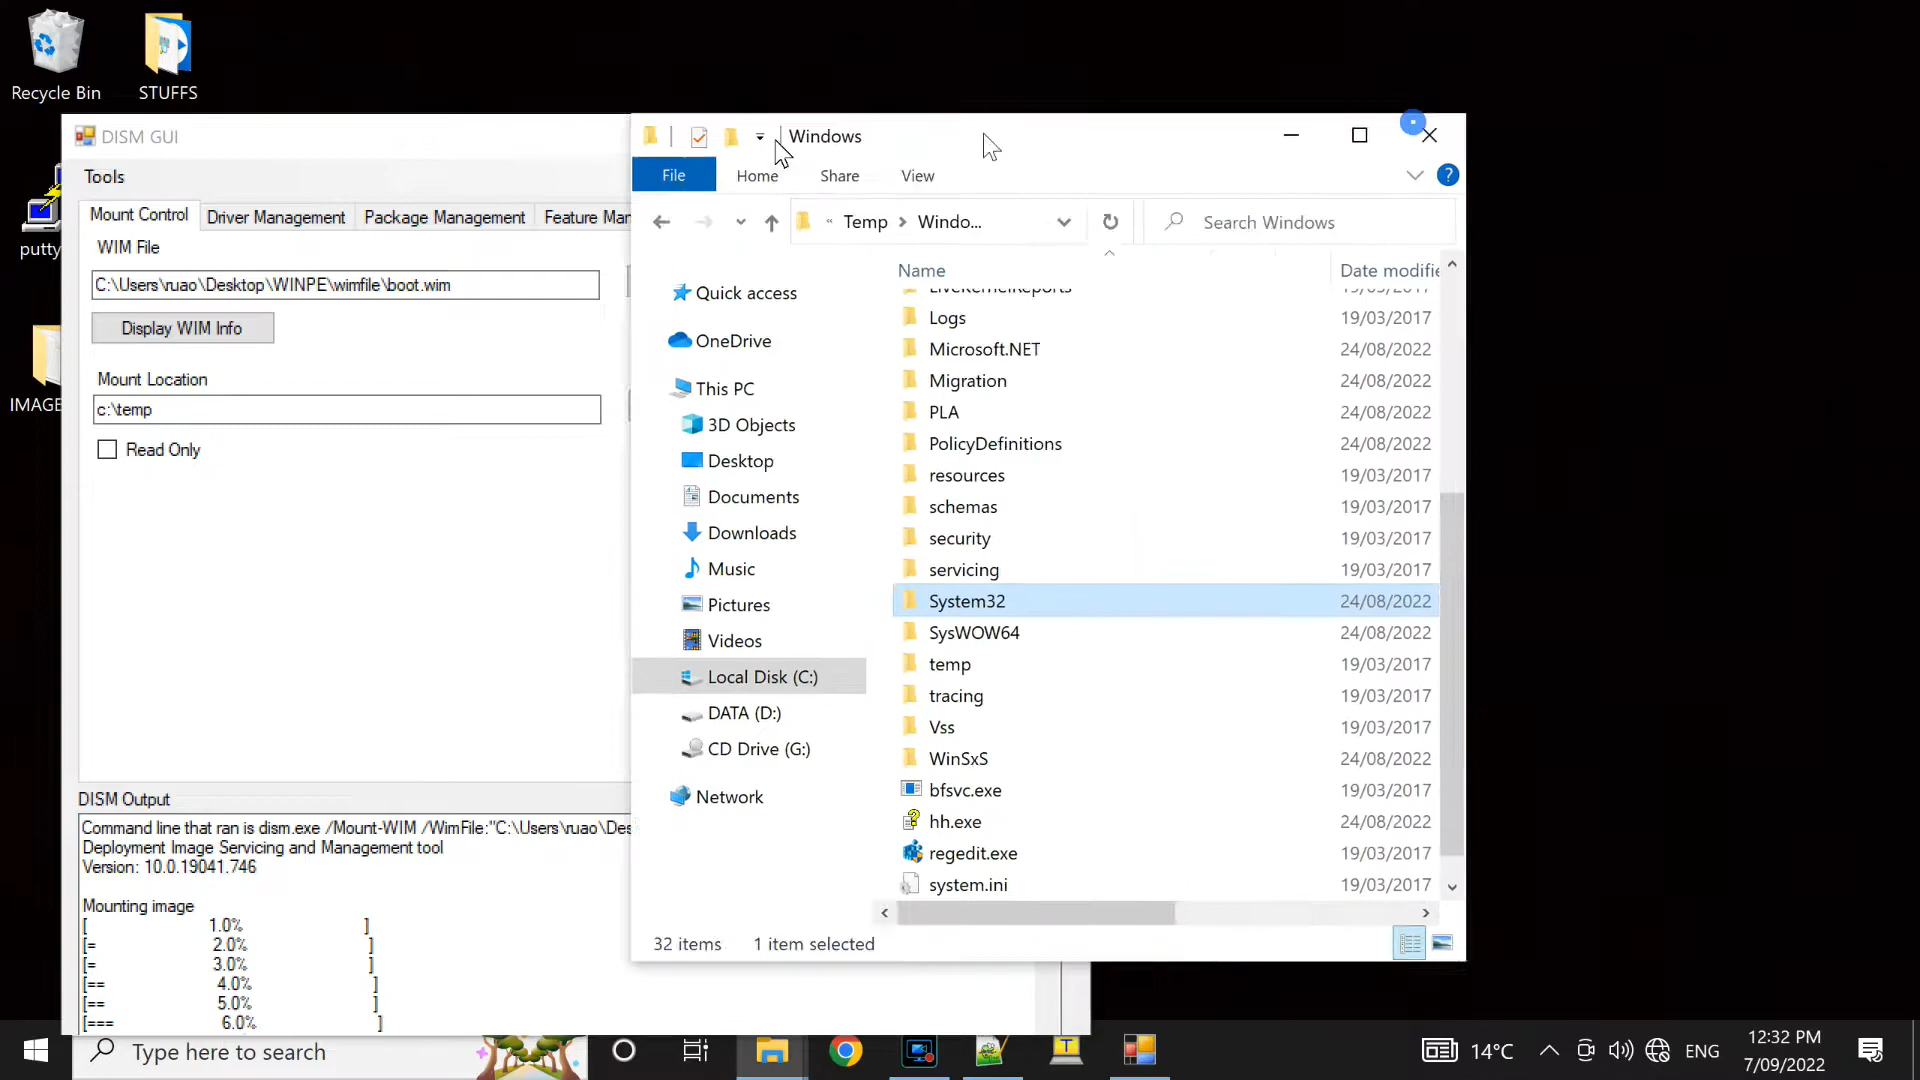 Recycle Bin
STUFFS
putty
IMAGE
DISM GUI
Tools
Mount Control
Driver Management
Package Management
Feature Man
WIM File
C:\Users\ruao\Desktop\WINPE\wimfile\boot.wim
Display WIM Info
Mount Location
c:\temp
Read Only
DISM Output
Command line that ran is dism.exe /Mount-WIM /WimFile:"C:\Users\ruao\Des
Deployment Image Servicing and Management tool
Version: 10.0.19041.746
Mounting image
[ 1.0% ]
[= 2.0% ]
[= 3.0% ]
[== 4.0% ]
[== 5.0% ]
[=== 6.0% ]
Windows
File
Home
Share
View
« Temp > Windo...
Search Windows
Quick access
OneDrive
This PC
3D Objects
Desktop
Documents
Downloads
Music
Pictures
Videos
Local Disk (C:)
DATA (D:)
CD Drive (G:)
Network
Name Date modifie
LiveKernelReports 19/03/2017
Logs 19/03/2017
Microsoft.NET 24/08/2022
Migration 24/08/2022
PLA 24/08/2022
PolicyDefinitions 24/08/2022
resources 19/03/2017
schemas 19/03/2017
security 19/03/2017
servicing 19/03/2017
System32 24/08/2022
SysWOW64 24/08/2022
temp 19/03/2017
tracing 19/03/2017
Vss 19/03/2017
WinSxS 24/08/2022
bfsvc.exe 24/08/2022
hh.exe 24/08/2022
regedit.exe 19/03/2017
system.ini 19/03/2017
32 items 1 item selected
Type here to search
14°C
ENG
12:32 PM
7/09/2022